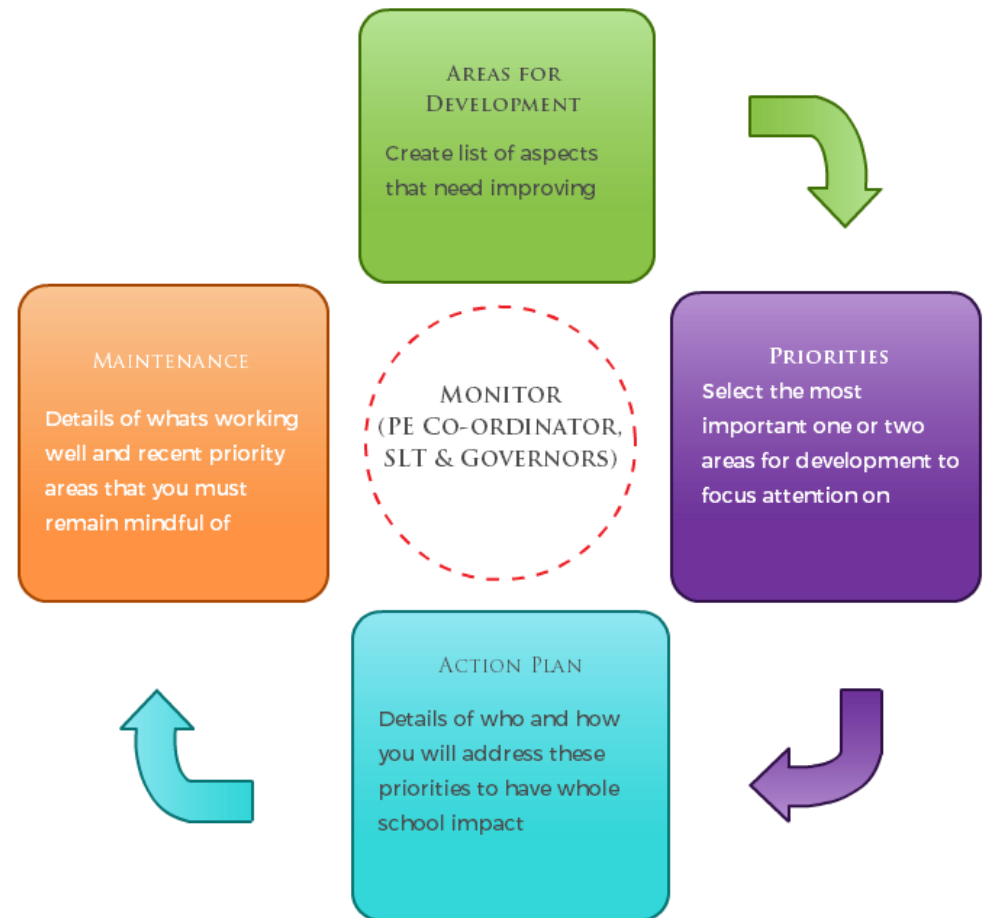 AREAS FOR
DEVELOPMENT
Create list of aspects
that need improving
PRIORITIES
Select the most
important one or two
areas for development to
focus attention on
ACTION PLAN
Details of who and how
you will address these
priorities to have whole
school impact
MAINTENANCE
Details of whats working
well and recent priority
areas that you must
remain mindful of
MONITOR
(PE CO-ORDINATOR,
SLT & GOVERNORS)